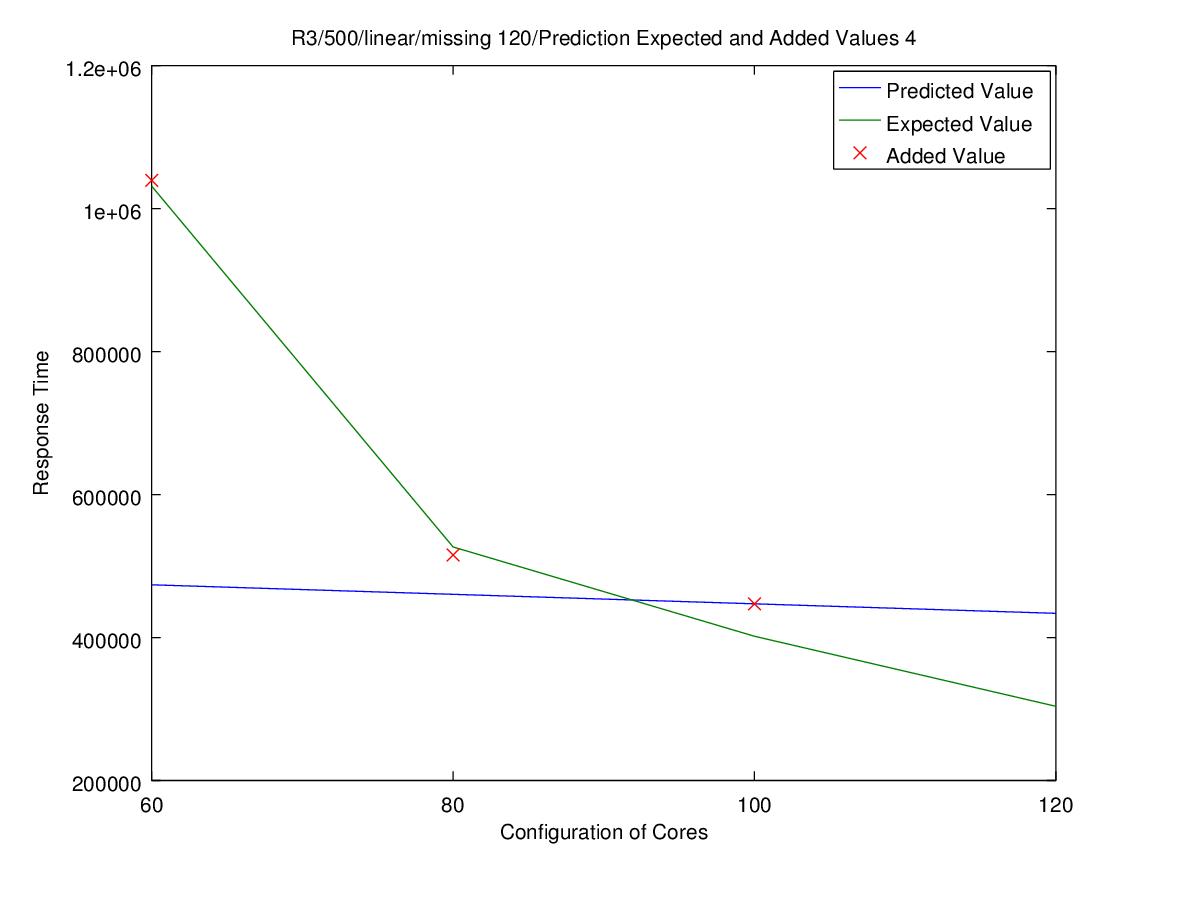 R3/500/linear/missing 120/Prediction Expected and Added Values 4
1.2e+06
1e+06
800000
600000
400000
200000
60
80
100
120
Response Time
Configuration of Cores
Predicted Value
Expected Value
Added Value